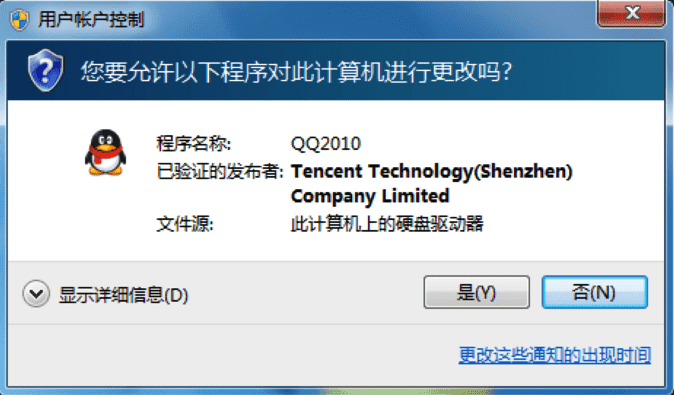 用户帐户控制
您要允许以下程序对此计算机进行更改吗?
程序名称: QQ2010
已验证的发布者: Tencent Technology(Shenzhen)
Company Limited
文件源: 此计算机上的硬盘驱动器
显示详细信息(D) 是(Y) 否(N)
更改这些通知的出现时间